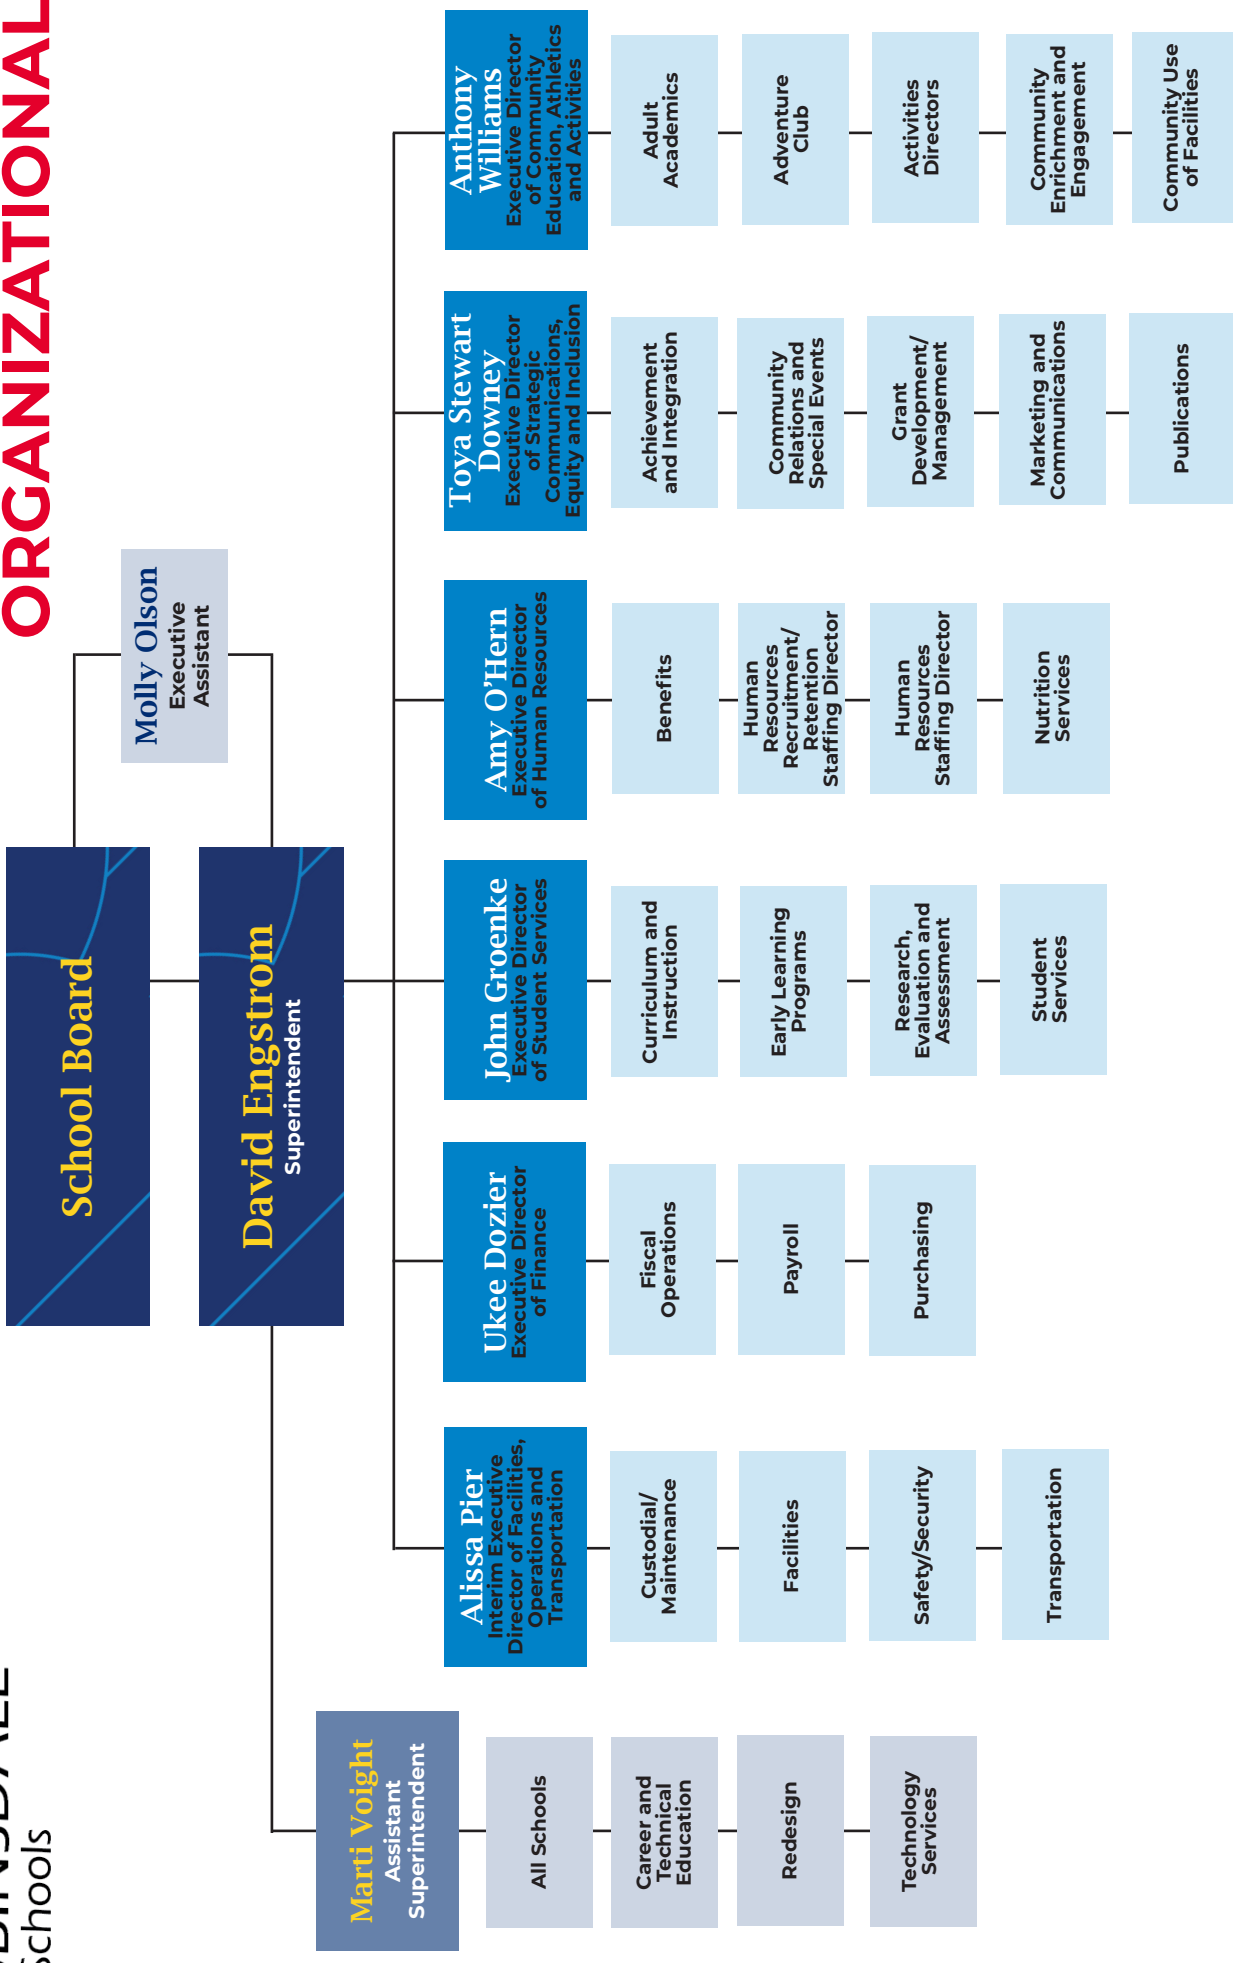 Schools
ORGANIZATIONAL
School Board
Molly Olson
Executive
Assistant
David Engstrom
Superintendent
Marti Voight
Assistant
Superintendent
All Schools
Career and
Technical
Education
Redesign
Technology
Services
Alissa Pier
Interim Executive
Director of Facilities,
Operations and
Transportation
Custodial/
Maintenance
Facilities
Safety/Security
Transportation
Ukee Dozier
Executive Director
of Finance
Fiscal
Operations
Payroll
Purchasing
John Groenke
Executive Director
of Student Services
Curriculum and
Instruction
Early Learning
Programs
Research,
Evaluation and
Assessment
Student
Services
Amy O'Hern
Executive Director
of Human Resources
Benefits
Human
Resources
Recruitment/
Retention
Staffing Director
Human
Resources
Staffing Director
Nutrition
Services
Toya Stewart
Downey
Executive Director
of Strategic
Communications,
Equity and Inclusion
Achievement
and Integration
Community
Relations and
Special Events
Grant
Development/
Management
Marketing and
Communications
Publications
Anthony
Williams
Executive Director
of Community
Education, Athletics
and Activities
Adult
Academics
Adventure
Club
Activities
Directors
Community
Enrichment and
Engagement
Community Use
of Facilities